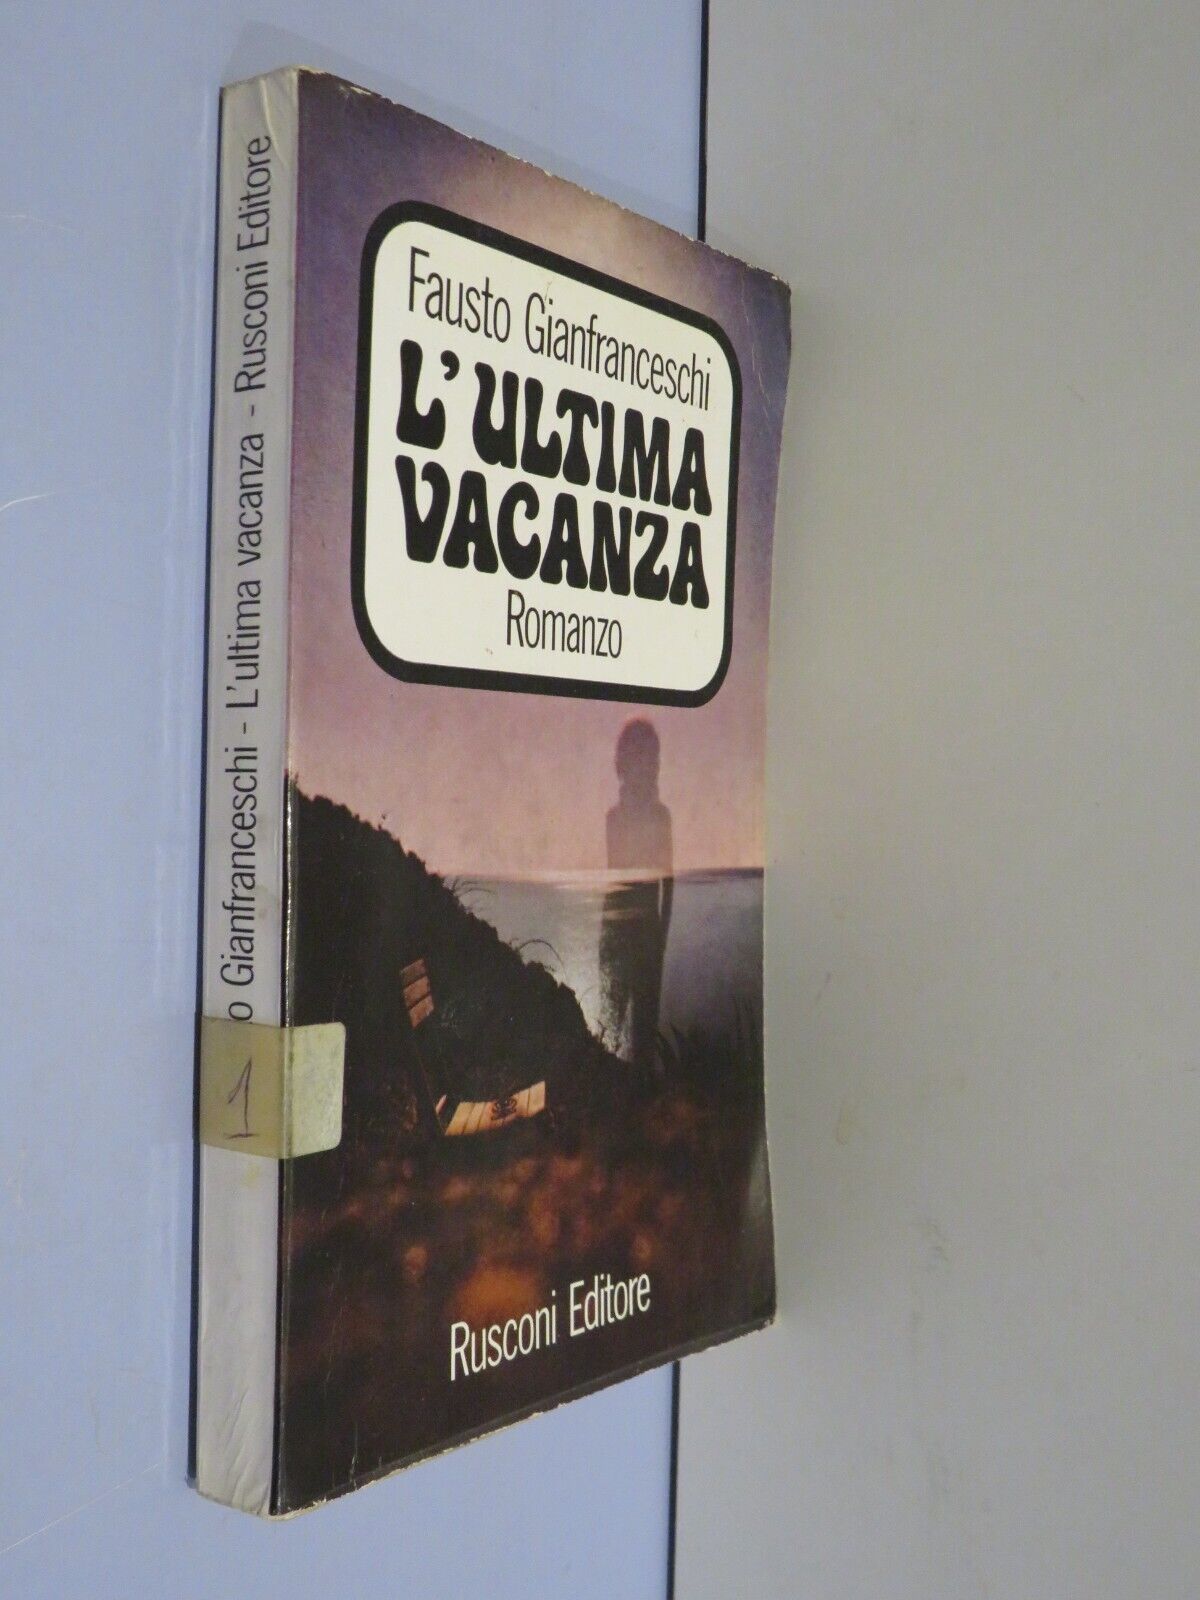 Fausto Gianfranceschi
L'ULTIMA
VACANZA
Romanzo
Rusconi Editore
Gianfranceschi - L'ultima vacanza - Rusconi Editore
1